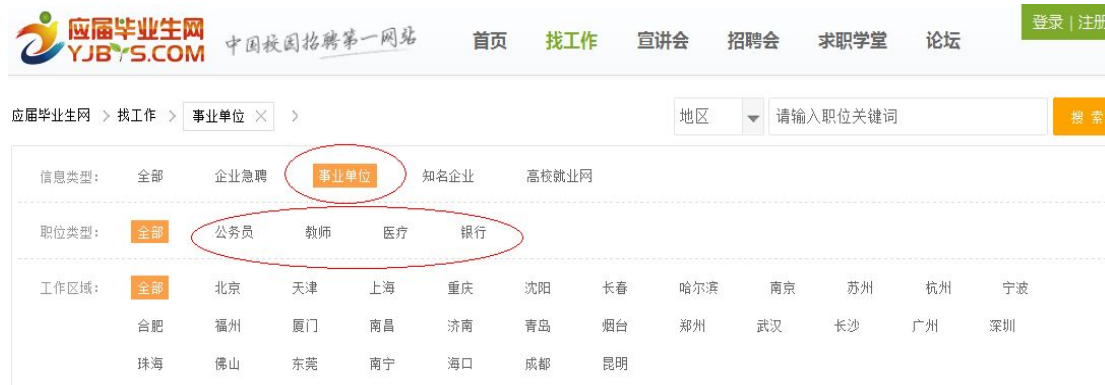 登录 | 注册
应届毕业生网
YJBYS.COM
中国校园招聘第一网站
首页 找工作 宣讲会 招聘会 求职学堂 论坛
应届毕业生网 > 找工作 > 事业单位 × >
地区 请输入职位关键词 搜索
信息类型: 全部 企业急聘 事业单位 知名企业 高校就业网
职位类型: 全部 公务员 教师 医疗 银行
工作区域: 全部 北京 天津 上海 重庆 沈阳 长春 哈尔滨 南京 苏州 杭州 宁波
合肥 福州 厦门 南昌 济南 青岛 烟台 郑州 武汉 长沙 广州 深圳
珠海 佛山 东莞 南宁 海口 成都 昆明